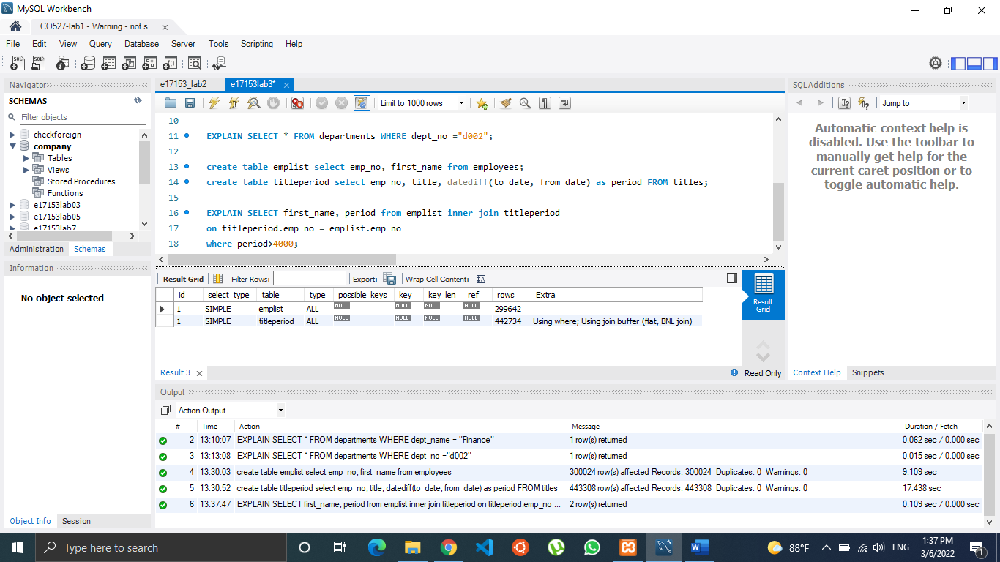 MySQL Workbench
CO527-lab1 - Warning - not s...
File Edit View Query Database Server Tools Scripting Help
Navigator
SCHEMAS
Filter objects
checkforeign
company
Tables
Views
Stored Procedures
Functions
e17153lab03
e17153lab05
e17153lab7
Administration Schemas
Information
No object selected
Object Info Session
e17153_lab2 e17153lab3*
Limit to 1000 rows
10
11 EXPLAIN SELECT * FROM departments WHERE dept_no ="d002";
12
13 create table emplist select emp_no, first_name from employees;
14 create table titleperiod select emp_no, title, datediff(to_date, from_date) as period FROM titles;
15
16 EXPLAIN SELECT first_name, period from emplist inner join titleperiod
17 on titleperiod.emp_no = emplist.emp_no
18 where period>4000;
Result Grid Filter Rows: Export: Wrap Cell Content:
id select_type table type possible_keys key key_len ref rows Extra
1 SIMPLE emplist ALL NULL NULL NULL NULL 299642
1 SIMPLE titleperiod ALL NULL NULL NULL NULL 442734 Using where; Using join buffer (flat, BNL join)
Result
Grid
Result 3
Read Only
Output
Action Output
# Time Action Message Duration / Fetch
2 13:10:07 EXPLAIN SELECT * FROM departments WHERE dept_name = "Finance" 1 row(s) returned 0.062 sec / 0.000 sec
3 13:13:08 EXPLAIN SELECT * FROM departments WHERE dept_no ="d002" 1 row(s) returned 0.015 sec / 0.000 sec
4 13:30:03 create table emplist select emp_no, first_name from employees 300024 row(s) affected Records: 300024 Duplicates: 0 Warnings: 0 9.109 sec
5 13:30:52 create table titleperiod select emp_no, title, datediff(to_date, from_date) as period FROM titles 443308 row(s) affected Records: 443308 Duplicates: 0 Warnings: 0 17.438 sec
6 13:37:47 EXPLAIN SELECT first_name, period from emplist inner join titleperiod on titleperiod.emp_no ... 2 row(s) returned 0.109 sec / 0.000 sec
SQLAdditions
Jump to
Automatic context help is
disabled. Use the toolbar to
manually get help for the
current caret position or to
toggle automatic help.
Context Help Snippets
Type here to search
88°F
ENG
1:37 PM
3/6/2022
1